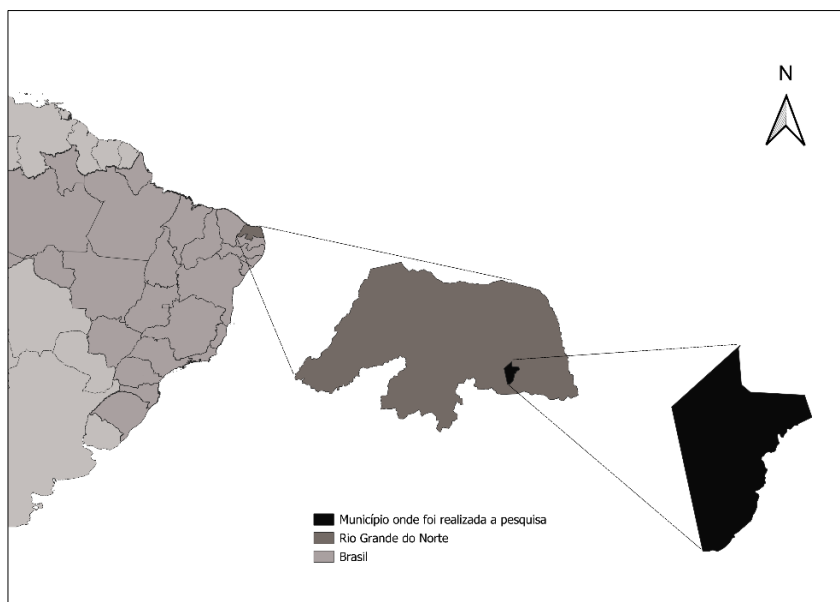 N
Município onde foi realizada a pesquisa
Rio Grande do Norte
Brasil